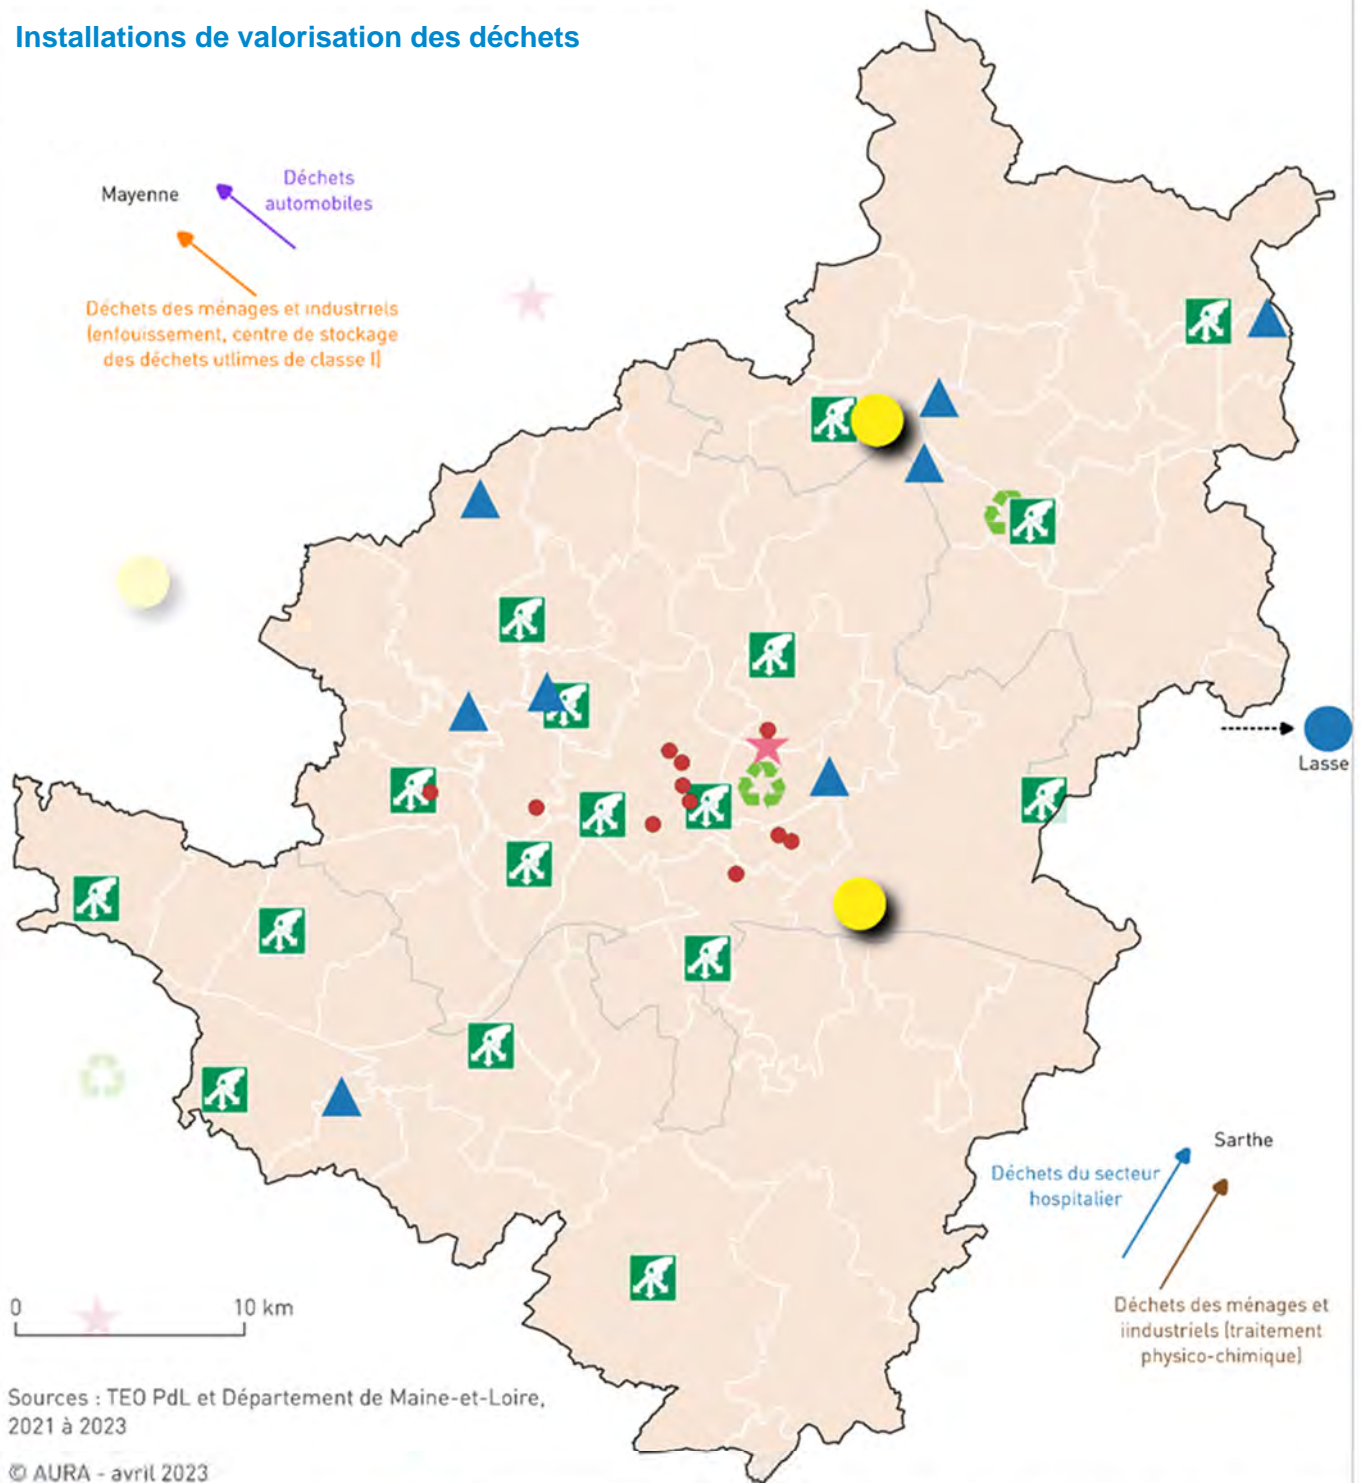 Installations de valorisation des déchets
Mayenne
Déchets
automobiles
Déchets des ménages et industriels
(enfouissement, centre de stockage
des déchets utlimes de classe I)
Lasse
Sarthe
Déchets du secteur
hospitalier
Déchets des ménages et
iindustriels (traitement
physico-chimique)
0 10 km
Sources : TEO PdL et Département de Maine-et-Loire,
2021 à 2023
© AURA - avril 2023